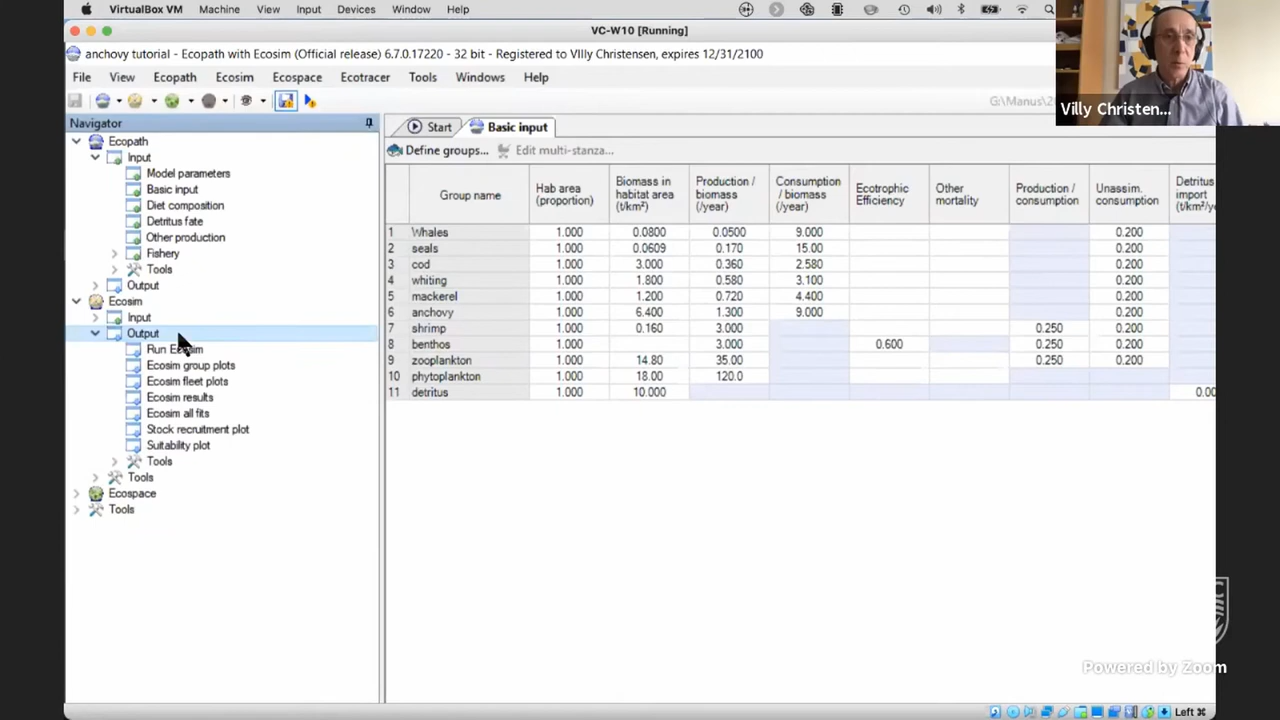 VirtualBox VM Machine View Input Devices Window Help
VC-W10 [Running]
anchovy tutorial - Ecopath with Ecosim (Official release) 6.7.0.17220 - 32 bit - Registered to VIlly Christensen, expires 12/31/2100
File View Ecopath Ecosim Ecospace Ecotracer Tools Windows Help
G:\Manus\2
Villy Christen...
Navigator
Ecopath
Input
Model parameters
Basic input
Diet composition
Detritus fate
Other production
Fishery
Tools
Output
Ecosim
Input
Output
Run Ecosim
Ecosim group plots
Ecosim fleet plots
Ecosim results
Ecosim all fits
Stock recruitment plot
Suitability plot
Tools
Tools
Ecospace
Tools
Start Basic input
Define groups... Edit multi-stanza...
Group name Hab area (proportion) Biomass in habitat area (t/km²) Production / biomass (/year) Consumption / biomass (/year) Ecotrophic Efficiency Other mortality Production / consumption Unassim. consumption Detritus import (t/km²/ye
1 Whales 1.000 0.0800 0.0500 9.000 0.200
2 seals 1.000 0.0609 0.170 15.00 0.200
3 cod 1.000 3.000 0.360 2.580 0.200
4 whiting 1.000 1.800 0.580 3.100 0.200
5 mackerel 1.000 1.200 0.720 4.400 0.200
6 anchovy 1.000 6.400 1.300 9.000 0.200
7 shrimp 1.000 0.160 3.000 0.250 0.200
8 benthos 1.000 3.000 0.600 0.250 0.200
9 zooplankton 1.000 14.80 35.00 0.250 0.200
10 phytoplankton 1.000 18.00 120.0
11 detritus 1.000 10.000 0.00
Powered by Zoom
Left ⌘